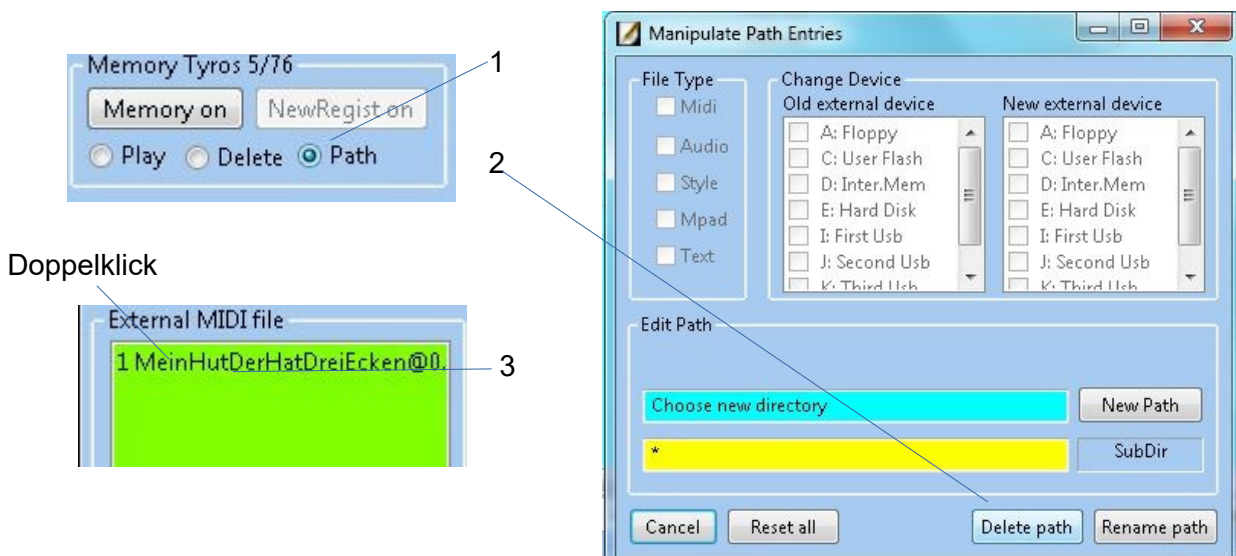 Memory Tyros 5/76
Memory on NewRegist on
Play Delete Path
1
2
Doppelklick
External MIDI file
1 MeinHutDerHatDreiEcken@0.
3
Manipulate Path Entries
File Type
Midi
Audio
Style
Mpad
Text
Change Device
Old external device
A: Floppy
C: User Flash
D: Inter.Mem
E: Hard Disk
I: First Usb
J: Second Usb
K: Third Usb
New external device
A: Floppy
C: User Flash
D: Inter.Mem
E: Hard Disk
I: First Usb
J: Second Usb
K: Third Usb
Edit Path
Choose new directory New Path
* SubDir
Cancel Reset all Delete path Rename path